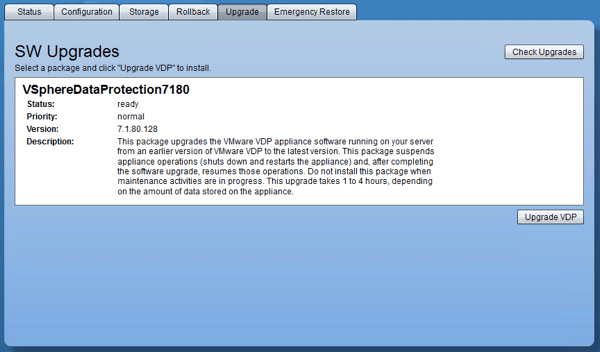 Status Configuration Storage Rollback Upgrade Emergency Restore
SW Upgrades
Check Upgrades
Select a package and click "Upgrade VDP" to install.
VSphereDataProtection7180
Status: ready
Priority: normal
Version: 7.1.80.128
Description: This package upgrades the VMware VDP appliance software running on your server
from an earlier version of VMware VDP to the latest version. This package suspends
appliance operations (shuts down and restarts the appliance) and, after completing
the software upgrade, resumes those operations. Do not install this package when
maintenance activities are in progress. This upgrade takes 1 to 4 hours, depending
on the amount of data stored on the appliance.
Upgrade VDP